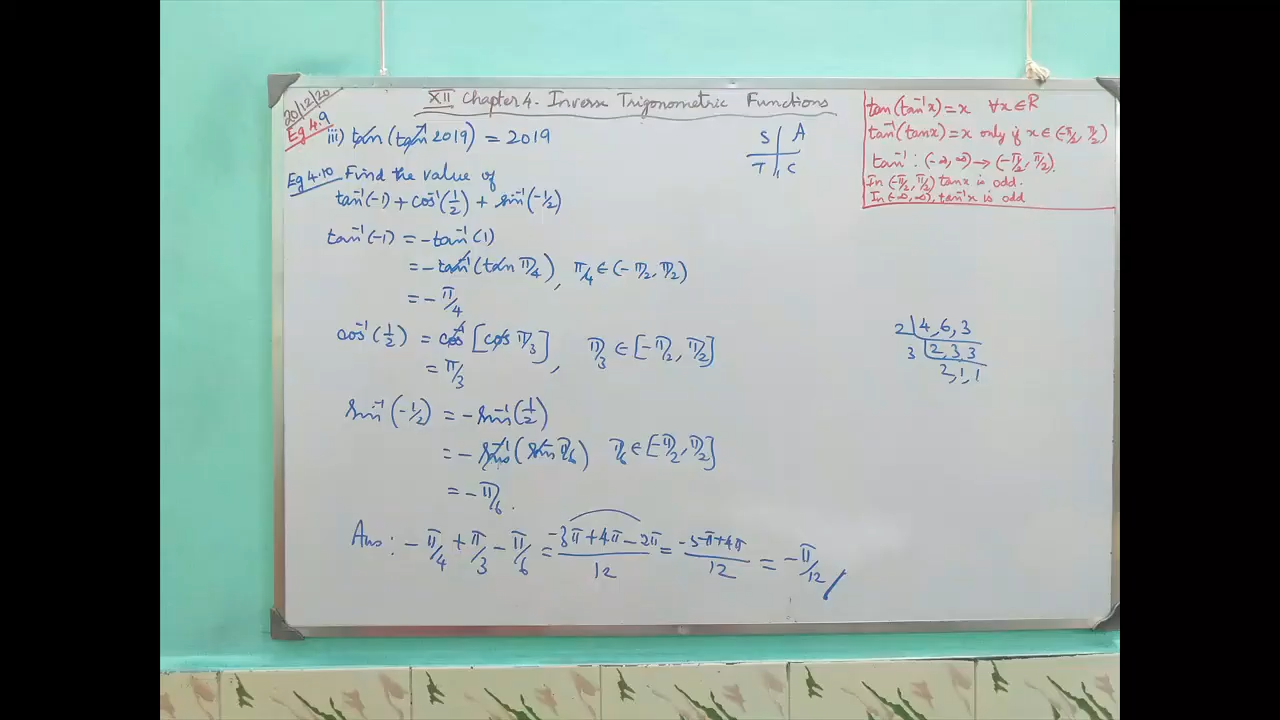 20/12/20
XII Chapter 4. Inverse Trigonometric Functions
Eg 4.9
iii) tan (tan⁻¹ 2019) = 2019
Eg 4.10 Find the value of
tan⁻¹(-1) + cos⁻¹(1/2) + sin⁻¹(-1/2)
tan⁻¹(-1) = -tan⁻¹(1)
= -tan⁻¹(tan π/4), π/4 ∈ (-π/2, π/2)
= -π/4
cos⁻¹(1/2) = cos⁻¹[cos π/3], π/3 ∈ [-π/2, π/2]
= π/3
sin⁻¹(-1/2) = -sin⁻¹(1/2)
= -sin⁻¹(sin π/6) π/6 ∈ [-π/2, π/2]
= -π/6.
Ans: -π/4 + π/3 - π/6 = -3π+4π-2π/12 = -5π+4π/12 = -π/12 //
S | A
T | C
tan(tan⁻¹x) = x ∀x∈R
tan⁻¹(tanx) = x only if x∈(-π/2, π/2)
tan⁻¹: (-∞, ∞) → (-π/2, π/2).
In (-π/2, π/2) tanx is odd.
In (-∞, ∞), tan⁻¹x is odd
2 | 4, 6, 3
3 | 2, 3, 3
2, 1, 1